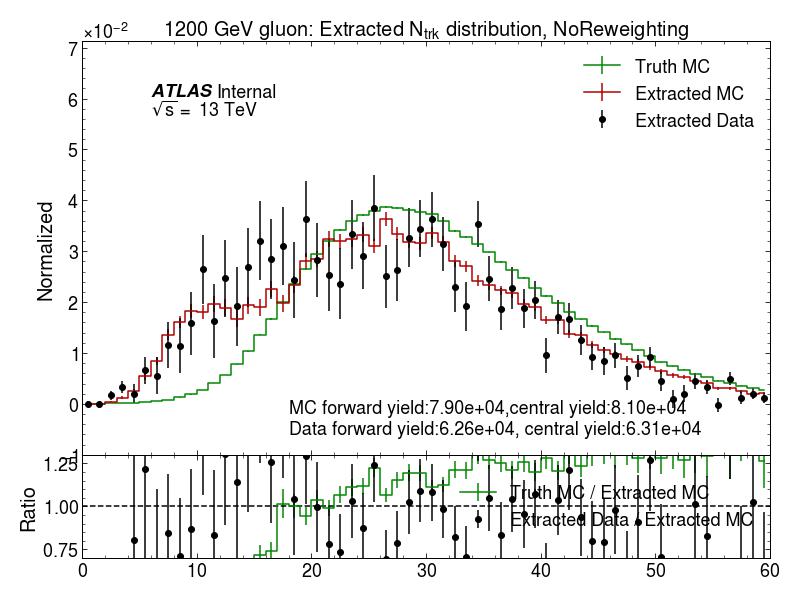 ×10⁻² 1200 GeV gluon: Extracted N_trk distribution, NoReweighting
ATLAS Internal
√s = 13 TeV
Truth MC
Extracted MC
Extracted Data
Normalized
7
6
5
4
3
2
1
0
MC forward yield:7.90e+04,central yield:8.10e+04
Data forward yield:6.26e+04, central yield:6.31e+04
1
Ratio
1.25
1.00
0.75
Truth MC / Extracted MC
Extracted Data / Extracted MC
0 10 20 30 40 50 60